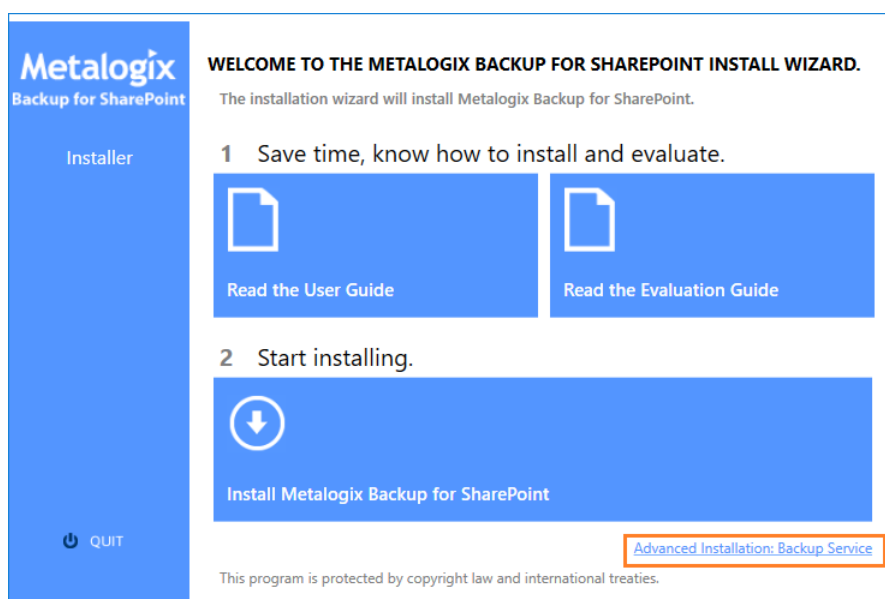 Metalogix
Backup for SharePoint
Installer
QUIT
WELCOME TO THE METALOGIX BACKUP FOR SHAREPOINT INSTALL WIZARD.
The installation wizard will install Metalogix Backup for SharePoint.
1 Save time, know how to install and evaluate.
Read the User Guide
Read the Evaluation Guide
2 Start installing.
Install Metalogix Backup for SharePoint
Advanced Installation: Backup Service
This program is protected by copyright law and international treaties.